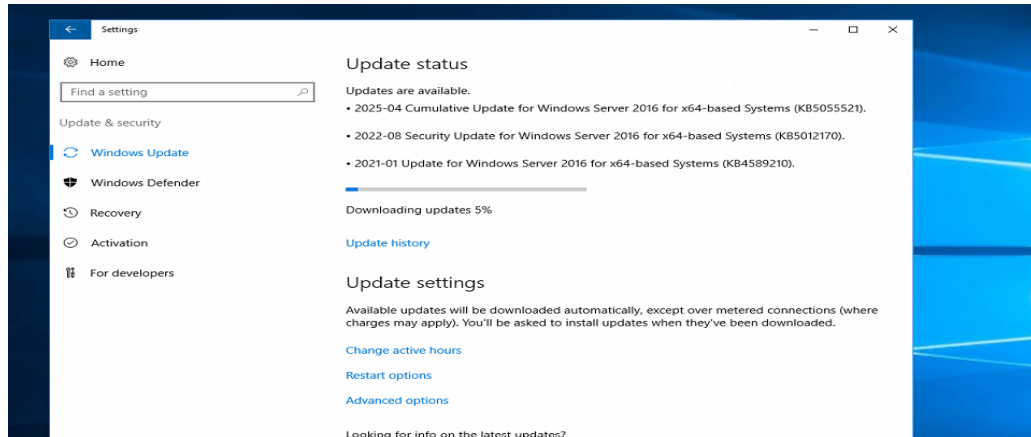 Settings
Home
Find a setting
Update & security
Windows Update
Windows Defender
Recovery
Activation
For developers
Update status
Updates are available.
• 2025-04 Cumulative Update for Windows Server 2016 for x64-based Systems (KB5055521).
• 2022-08 Security Update for Windows Server 2016 for x64-based Systems (KB5012170).
• 2021-01 Update for Windows Server 2016 for x64-based Systems (KB4589210).
Downloading updates 5%
Update history
Update settings
Available updates will be downloaded automatically, except over metered connections (where
charges may apply). You'll be asked to install updates when they've been downloaded.
Change active hours
Restart options
Advanced options
Looking for info on the latest updates?